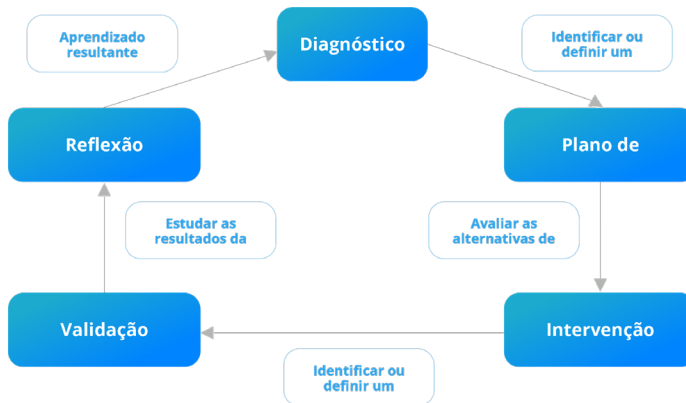 Diagnóstico
Aprendizado
resultante
Identificar ou
definir um
Reflexão
Plano de
Estudar as
resultados da
Avaliar as
alternativas de
Validação
Intervenção
Identificar ou
definir um